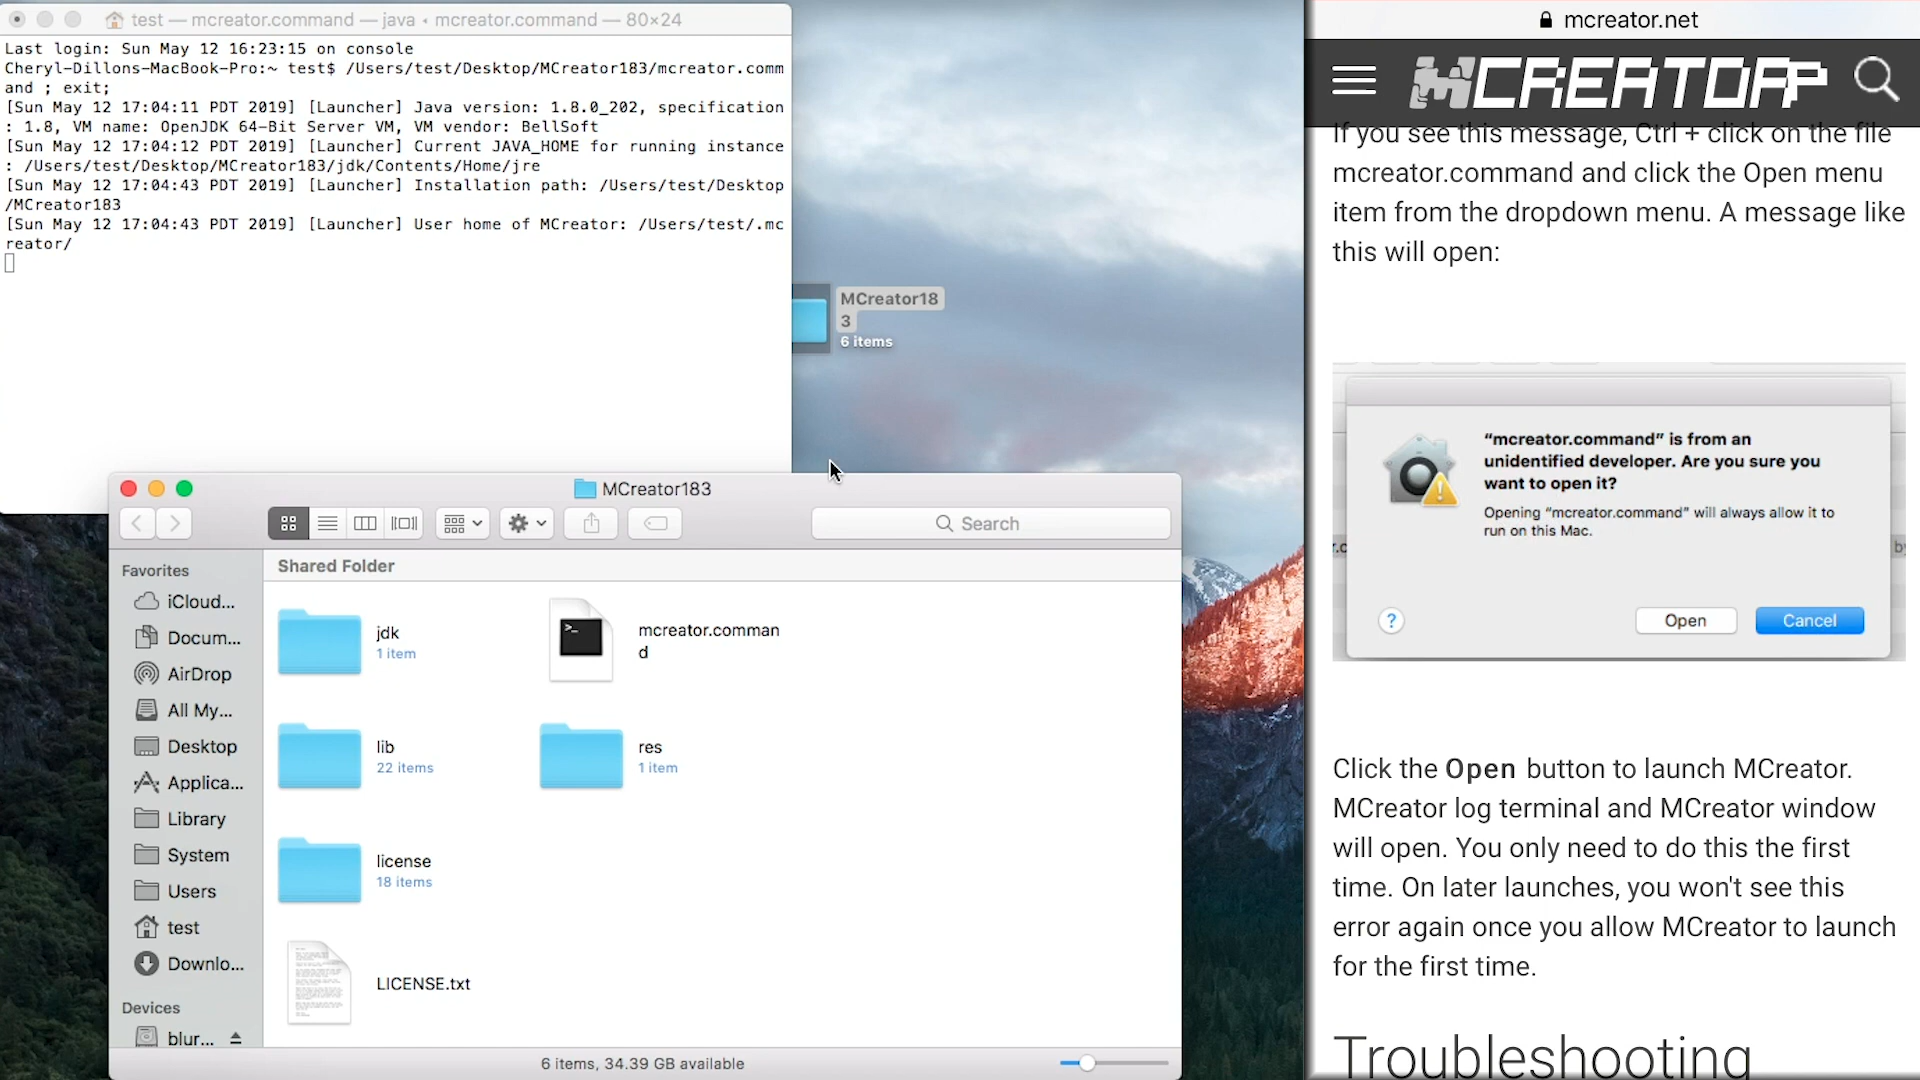 test — mcreator.command — java ◂ mcreator.command — 80×24
Last login: Sun May 12 16:23:15 on console
Cheryl-Dillons-MacBook-Pro:~ test$ /Users/test/Desktop/MCreator183/mcreator.comm
and ; exit;
[Sun May 12 17:04:11 PDT 2019] [Launcher] Java version: 1.8.0_202, specification
: 1.8, VM name: OpenJDK 64-Bit Server VM, VM vendor: BellSoft
[Sun May 12 17:04:12 PDT 2019] [Launcher] Current JAVA_HOME for running instance
: /Users/test/Desktop/MCreator183/jdk/Contents/Home/jre
[Sun May 12 17:04:43 PDT 2019] [Launcher] Installation path: /Users/test/Desktop
/MCreator183
[Sun May 12 17:04:43 PDT 2019] [Launcher] User home of MCreator: /Users/test/.mc
reator/
MCreator18
3
6 items
MCreator183
Search
Favorites
iCloud...
Docum...
AirDrop
All My...
Desktop
Applica...
Library
System
Users
test
Downlo...
Devices
blur...
Shared Folder
jdk
1 item
mcreator.comman
d
lib
22 items
res
1 item
license
18 items
LICENSE.txt
6 items, 34.39 GB available
mcreator.net
MCREATOR
If you see this message, Ctrl + click on the file
mcreator.command and click the Open menu
item from the dropdown menu. A message like
this will open:
“mcreator.command” is from an
unidentified developer. Are you sure you
want to open it?
Opening “mcreator.command” will always allow it to
run on this Mac.
?
Open
Cancel
Click the Open button to launch MCreator.
MCreator log terminal and MCreator window
will open. You only need to do this the first
time. On later launches, you won't see this
error again once you allow MCreator to launch
for the first time.
Troubleshooting